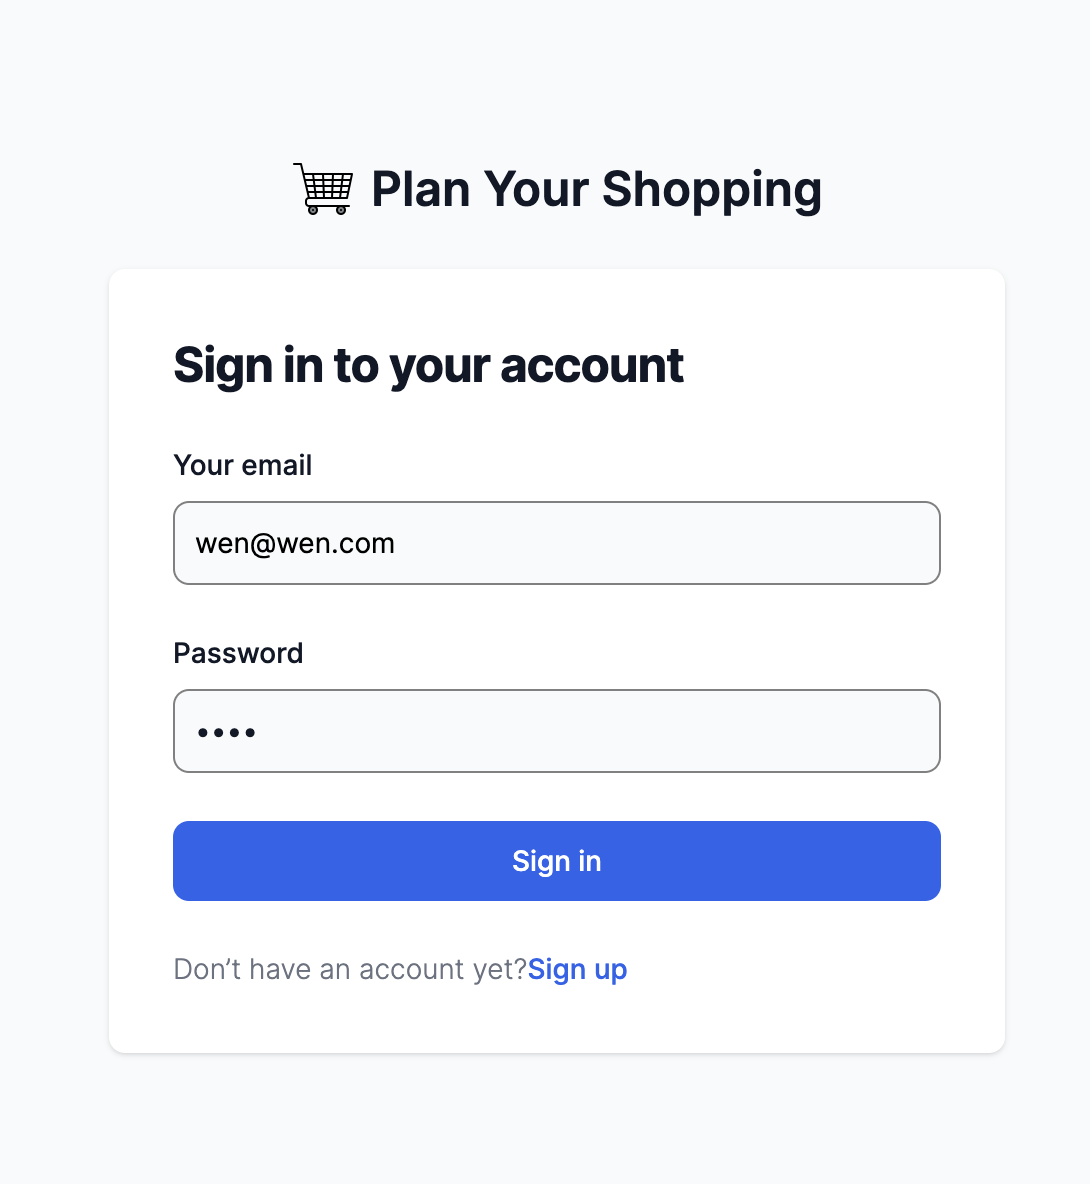 Plan Your Shopping
Sign in to your account
Your email
wen@wen.com
Password
••••
Sign in
Don’t have an account yet?Sign up